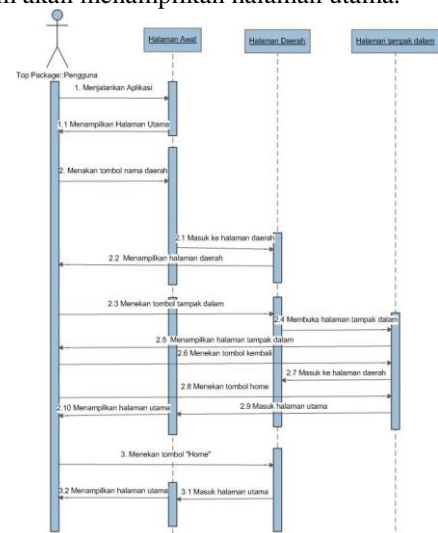 akan menampilkan halaman utama.
Halaman Awal
Halaman Daerah
Halaman tampak dalam
Top Package::Pengguna
1. Menjalankan Aplikasi
1.1 Menampilkan Halaman Utama
2. Menakan tombol nama daerah
2.1 Masuk ke halaman daerah
2.2 Menampilkan halaman daerah
2.3 Menekan tombol tampak dalam
2.4 Membuka halaman tampak dalam
2.5 Menampilkan halaman tampak dalam
2.6 Menekan tombol kembali
2.7 Masuk ke halaman daerah
2.8 Menekan tombol home
2.9 Masuk halaman utama
2.10 Menampilkan halaman utama
3. Menekan tombol "Home"
3.1 Masuk halaman utama
3.2 Menampilkan halaman utama